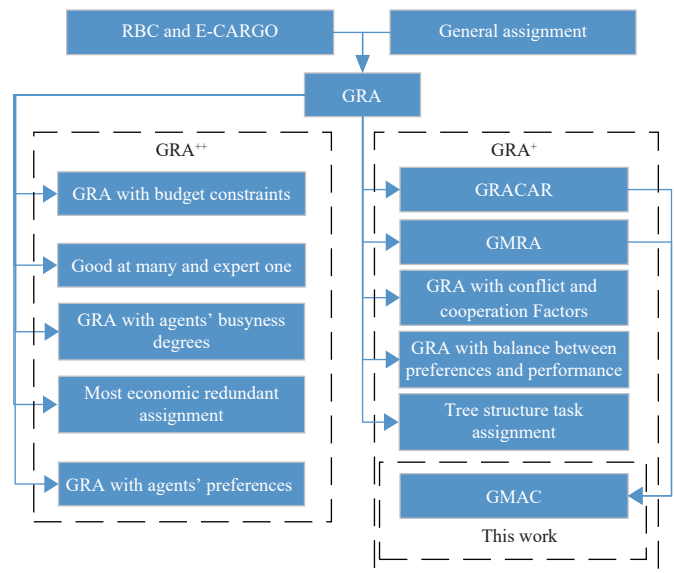 RBC and E-CARGO
General assignment
GRA
GRA++
GRA with budget constraints
Good at many and expert one
GRA with agents’ busyness
degrees
Most economic redundant
assignment
GRA with agents’ preferences
GRA+
GRACAR
GMRA
GRA with conflict and
cooperation Factors
GRA with balance between
preferences and performance
Tree structure task
assignment
GMAC
This work